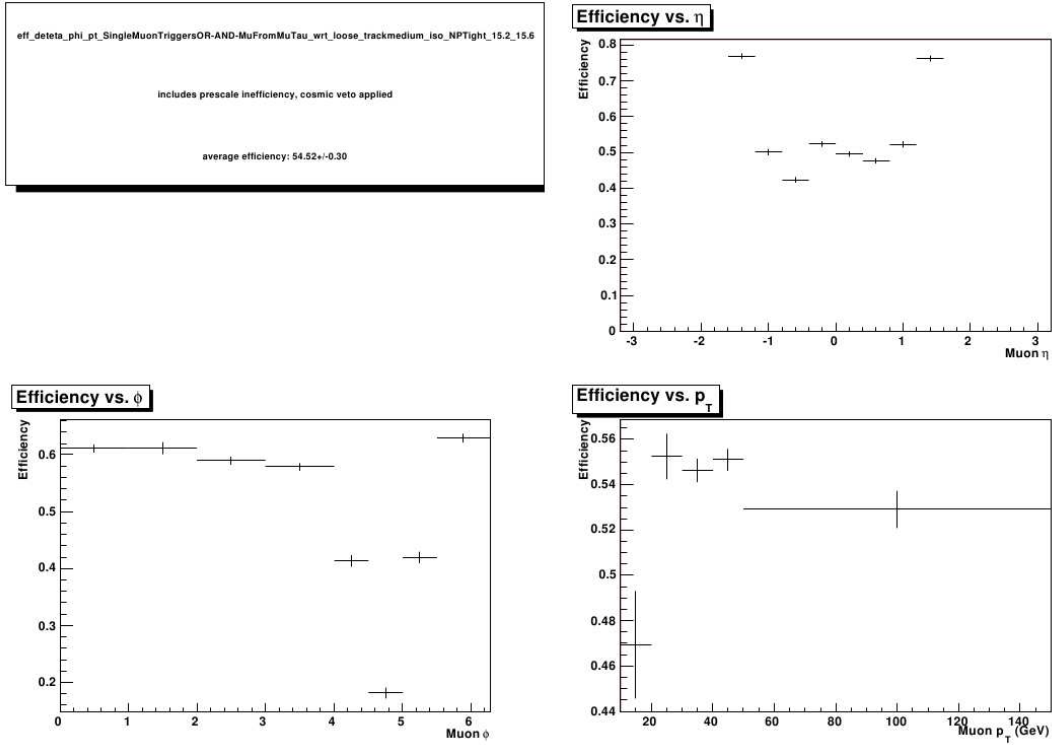 eff_deteta_phi_pt_SingleMuonTriggersOR-AND-MuFromMuTau_wrt_loose_trackmedium_iso_NPTight_15.2_15.6
includes prescale inefficiency, cosmic veto applied
average efficiency: 54.52+/-0.30
Efficiency vs. η
Efficiency
0.8
0.7
0.6
0.5
0.4
0.3
0.2
0.1
0
-3 -2 -1 0 1 2 3
Muon η
Efficiency vs. ϕ
Efficiency
0.6
0.5
0.4
0.3
0.2
0 1 2 3 4 5 6
Muon ϕ
Efficiency vs. p_T
Efficiency
0.56
0.54
0.52
0.5
0.48
0.46
0.44
20 40 60 80 100 120 140
Muon p_T (GeV)